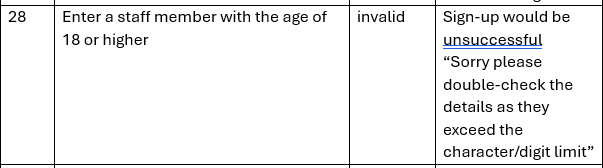 28
Enter a staff member with the age of
18 or higher
invalid
Sign-up would be
unsuccessful
“Sorry please
double-check the
details as they
exceed the
character/digit limit”